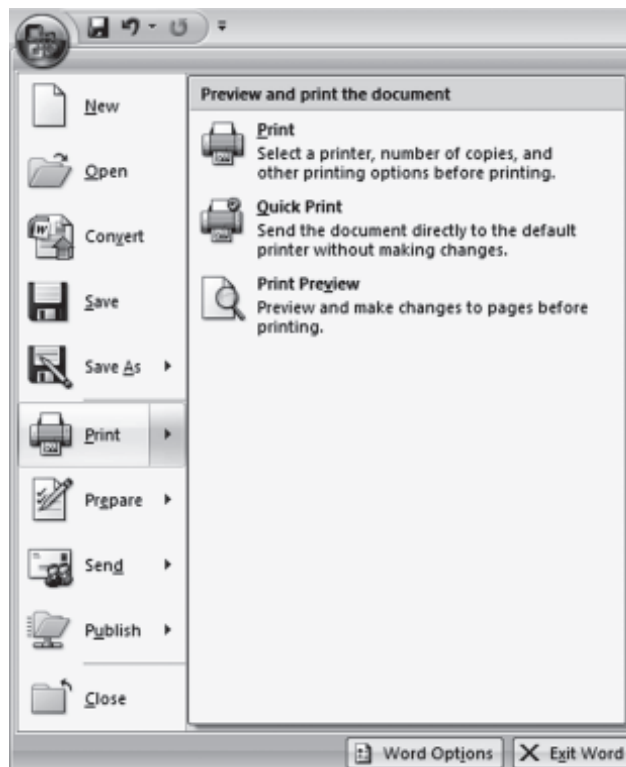 New
Open
Convert
Save
Save As
Print
Prepare
Send
Publish
Close
Preview and print the document
Print
Select a printer, number of copies, and
other printing options before printing.
Quick Print
Send the document directly to the default
printer without making changes.
Print Preview
Preview and make changes to pages before
printing.
Word Options
Exit Word